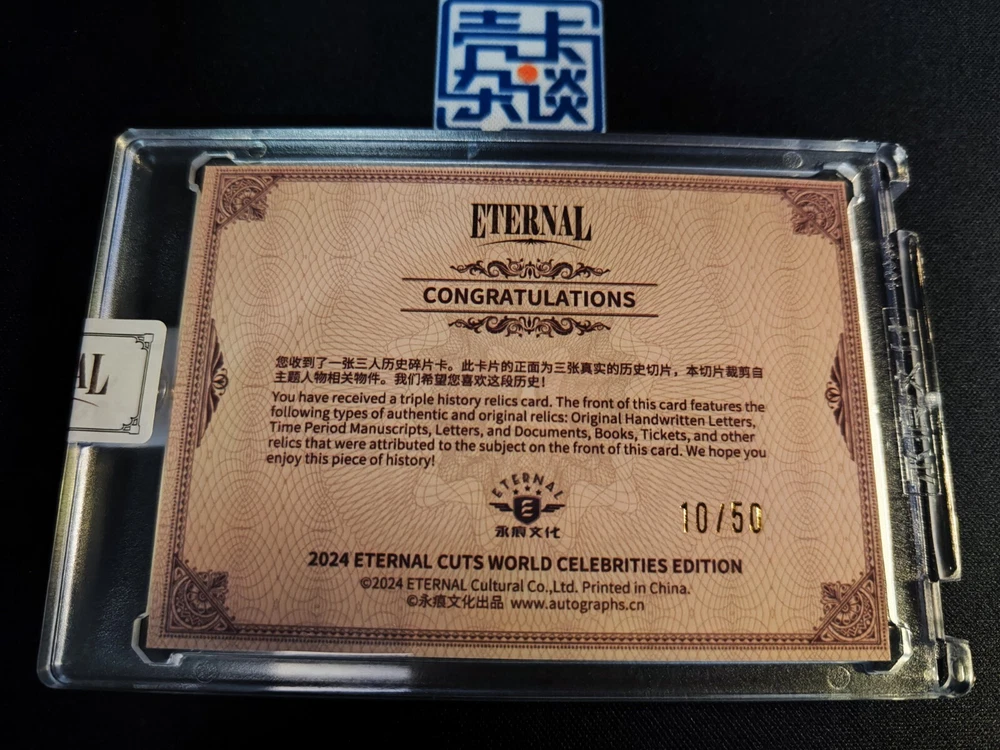 壳卡
杂谈
ETERNAL
CONGRATULATIONS
您收到了一张三人历史碎片卡。此卡片的正面为三张真实的历史切片，本切片裁剪自
主题人物相关物件。我们希望您喜欢这段历史！
You have received a triple history relics card. The front of this card features the
following types of authentic and original relics: Original Handwritten Letters,
Time Period Manuscripts, Letters, and Documents, Books, Tickets, and other
relics that were attributed to the subject on the front of this card. We hope you
enjoy this piece of history!
AL
ETERNAL
E
永痕文化
10/50
2024 ETERNAL CUTS WORLD CELEBRITIES EDITION
©2024 ETERNAL Cultural Co.,Ltd. Printed in China.
©永痕文化出品 www.autographs.cn